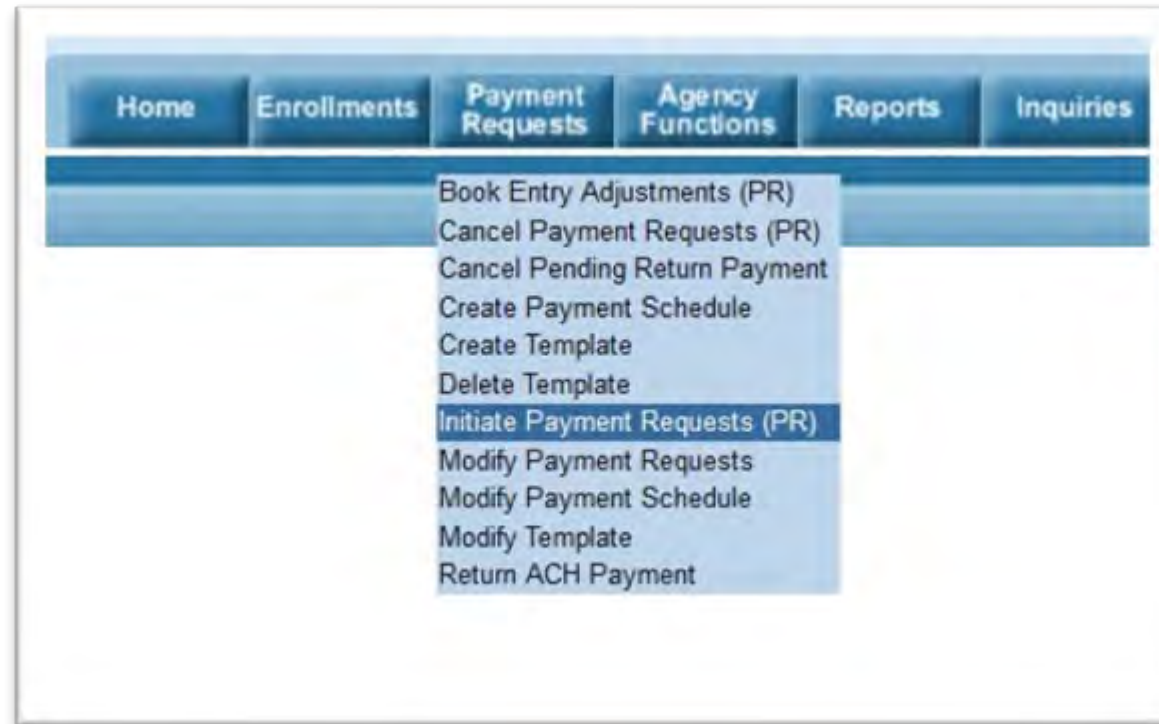 Home
Enrollments
Payment
Requests
Agency
Functions
Reports
Inquiries
Book Entry Adjustments (PR)
Cancel Payment Requests (PR)
Cancel Pending Return Payment
Create Payment Schedule
Create Template
Delete Template
Initiate Payment Requests (PR)
Modify Payment Requests
Modify Payment Schedule
Modify Template
Return ACH Payment